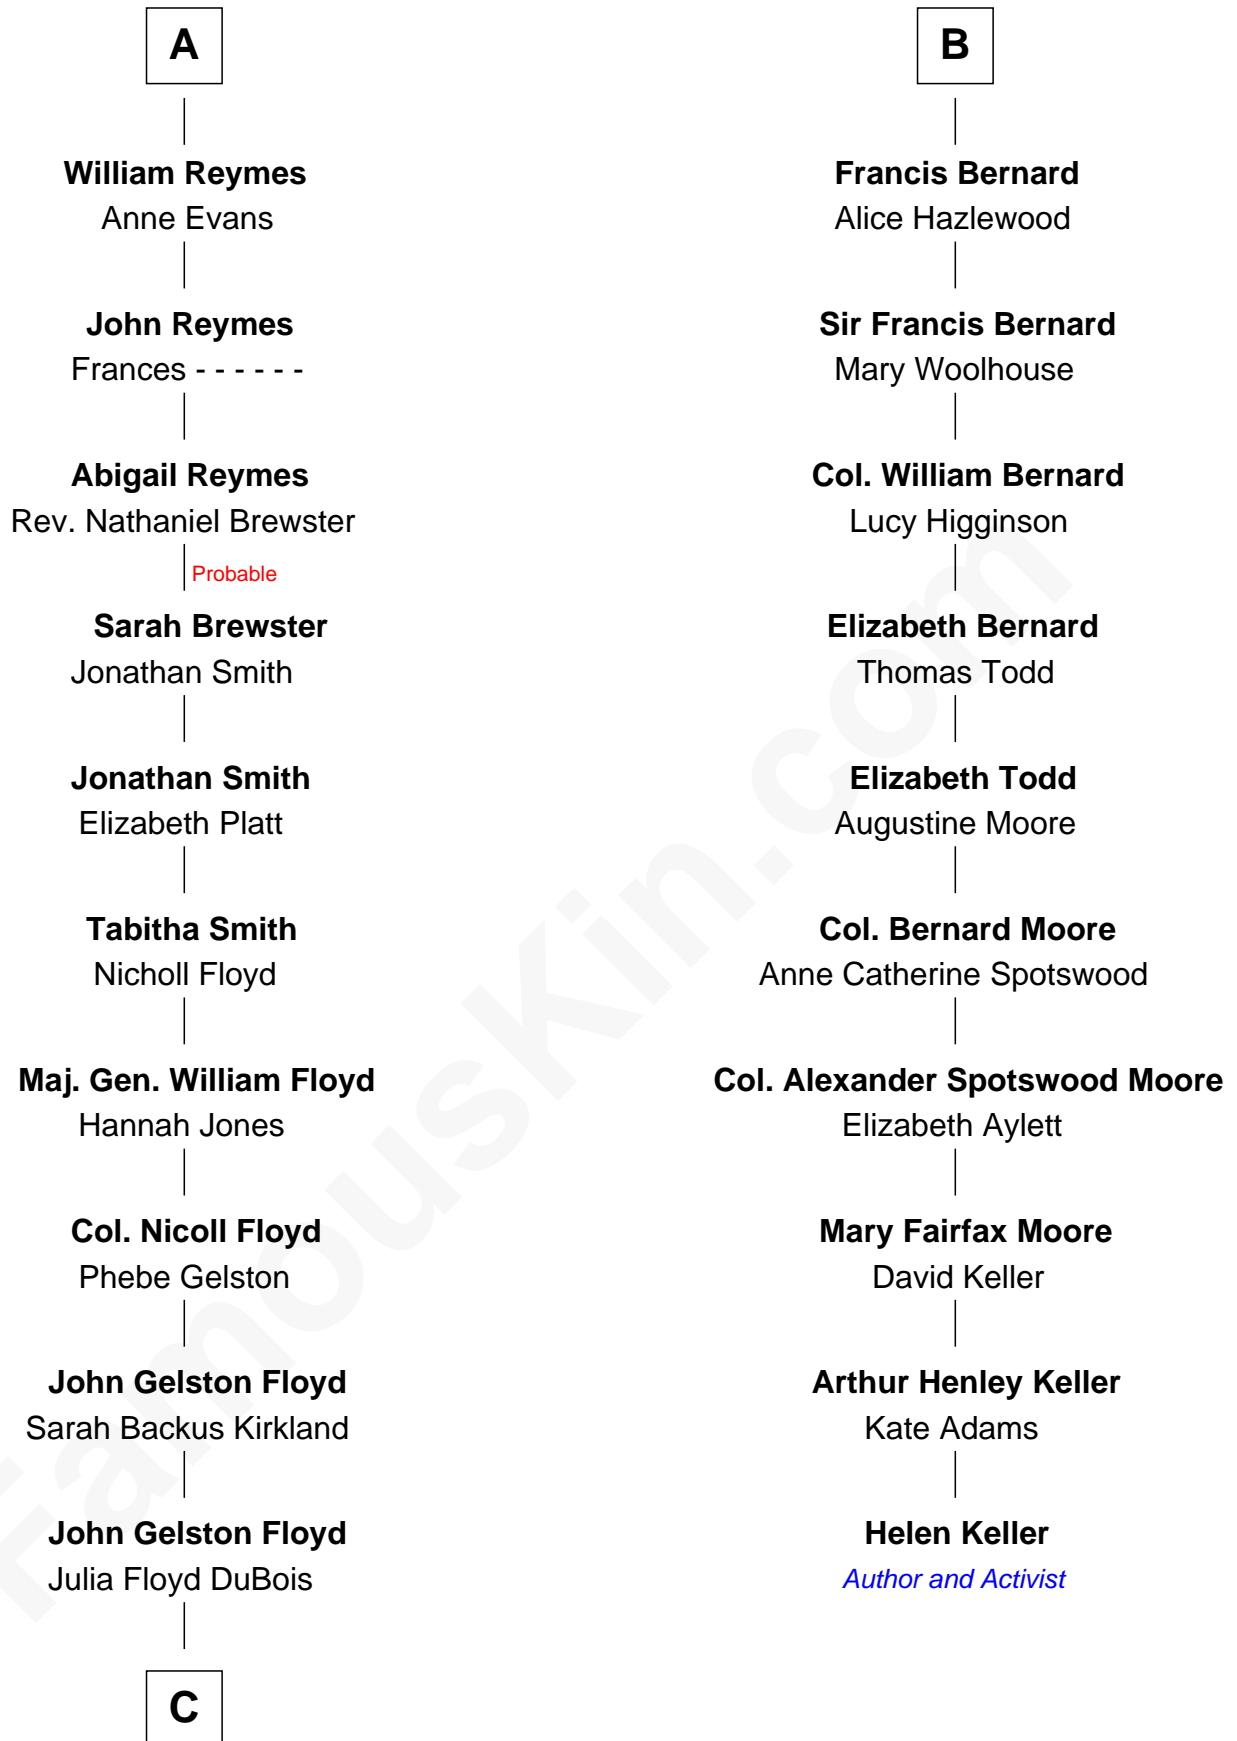 A
William Reymes
Anne Evans
John Reymes
Frances - - - - - -
Abigail Reymes
Rev. Nathaniel Brewster
Probable
Sarah Brewster
Jonathan Smith
Jonathan Smith
Elizabeth Platt
Tabitha Smith
Nicholl Floyd
Maj. Gen. William Floyd
Hannah Jones
Col. Nicoll Floyd
Phebe Gelston
John Gelston Floyd
Sarah Backus Kirkland
John Gelston Floyd
Julia Floyd DuBois
C
B
Francis Bernard
Alice Hazlewood
Sir Francis Bernard
Mary Woolhouse
Col. William Bernard
Lucy Higginson
Elizabeth Bernard
Thomas Todd
Elizabeth Todd
Augustine Moore
Col. Bernard Moore
Anne Catherine Spotswood
Col. Alexander Spotswood Moore
Elizabeth Aylett
Mary Fairfax Moore
David Keller
Arthur Henley Keller
Kate Adams
Helen Keller
Author and Activist
FamousKin.com